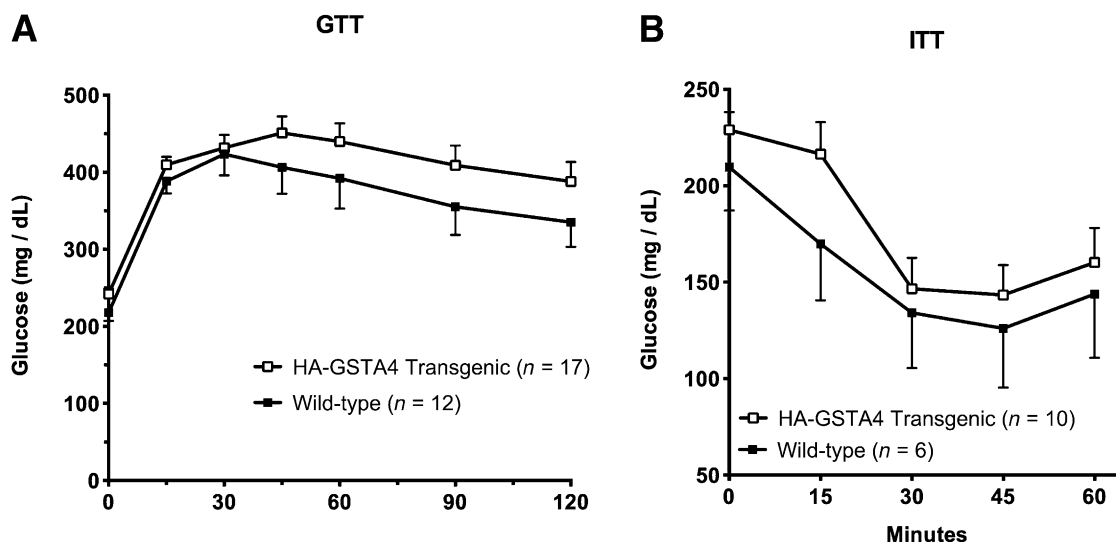 A
GTT
Glucose (mg / dL)
500
400
300
200
100
0
HA-GSTA4 Transgenic (n = 17)
Wild-type (n = 12)
0
30
60
90
120
B
ITT
Glucose (mg / dL)
250
200
150
100
50
HA-GSTA4 Transgenic (n = 10)
Wild-type (n = 6)
0
15
30
45
60
Minutes